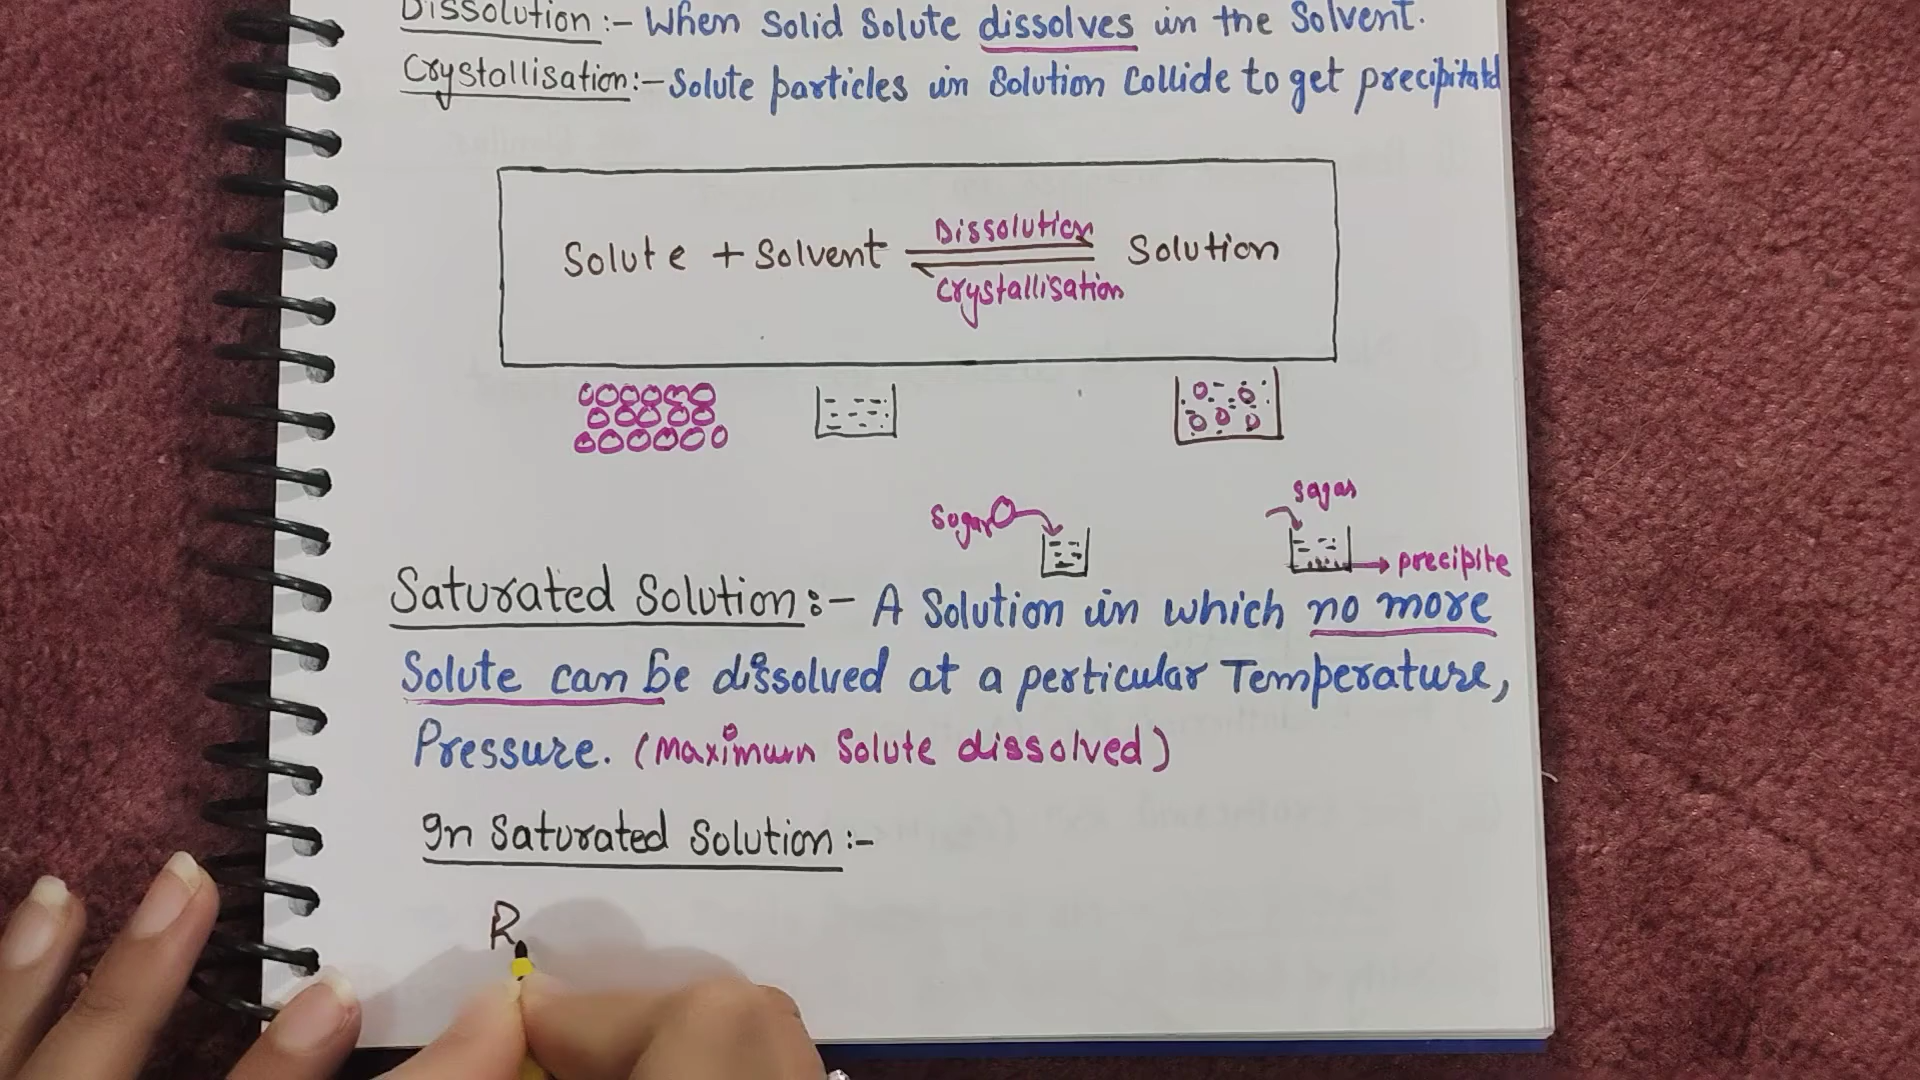 Dissolution :- When Solid Solute dissolves in the Solvent.
Crystallisation:- Solute particles in Solution Collide to get precipitatd
Dissolution
Solute + Solvent Solution
Crystallisation
Sugar
Sugar
precipite
Saturated Solution:- A Solution in which no more
Solute can be dissolved at a perticular Temperature,
Pressure. (Maximum Solute dissolved)
In Saturated Solution:-
R